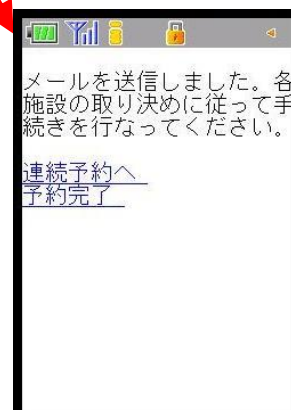 メールを送信しました。各
施設の取り決めに従って手
続きを行なってください。
連続予約へ
予約完了